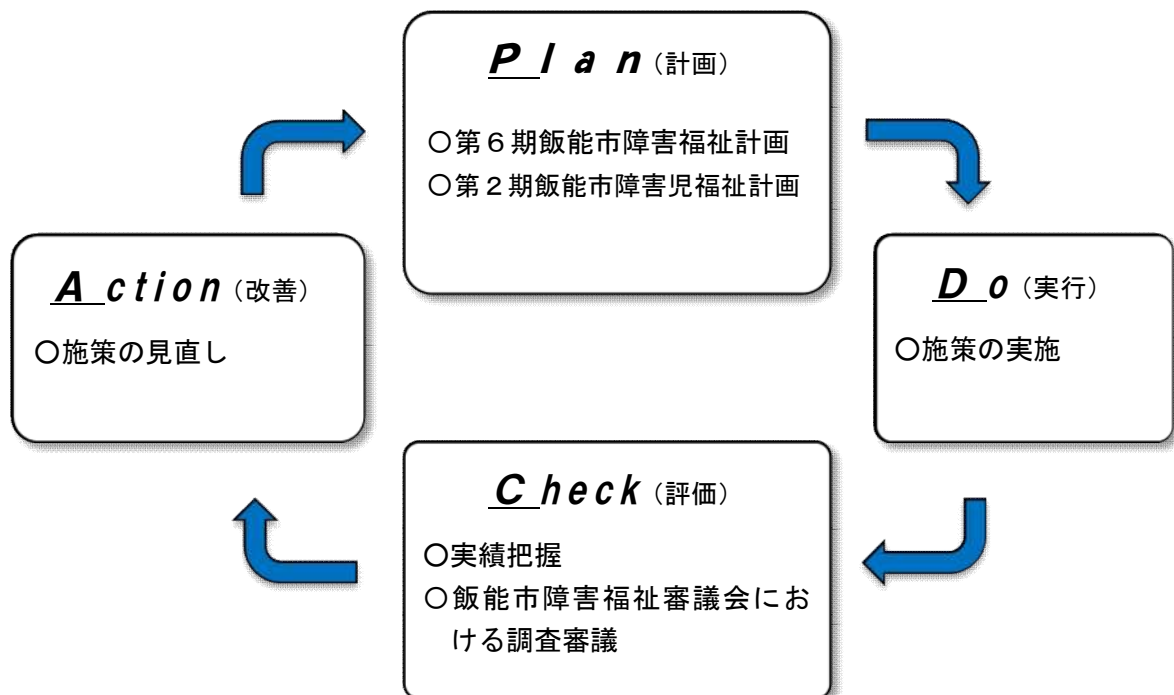 Plan（計画）
○第６期飯能市障害福祉計画
○第２期飯能市障害児福祉計画
Do（実行）
○施策の実施
Check（評価）
○実績把握
○飯能市障害福祉審議会にお
ける調査審議
Action（改善）
○施策の見直し